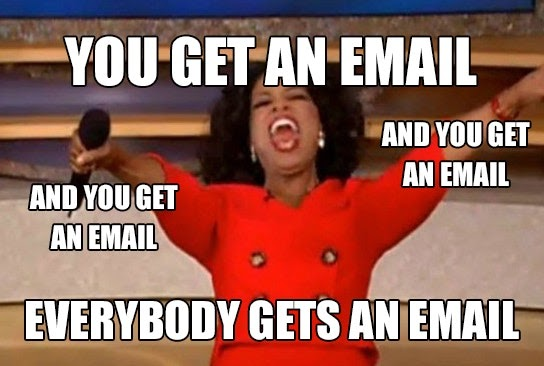 YOU GET AN EMAIL
AND YOU GET
AN EMAIL
AND YOU GET
AN EMAIL
EVERYBODY GETS AN EMAIL